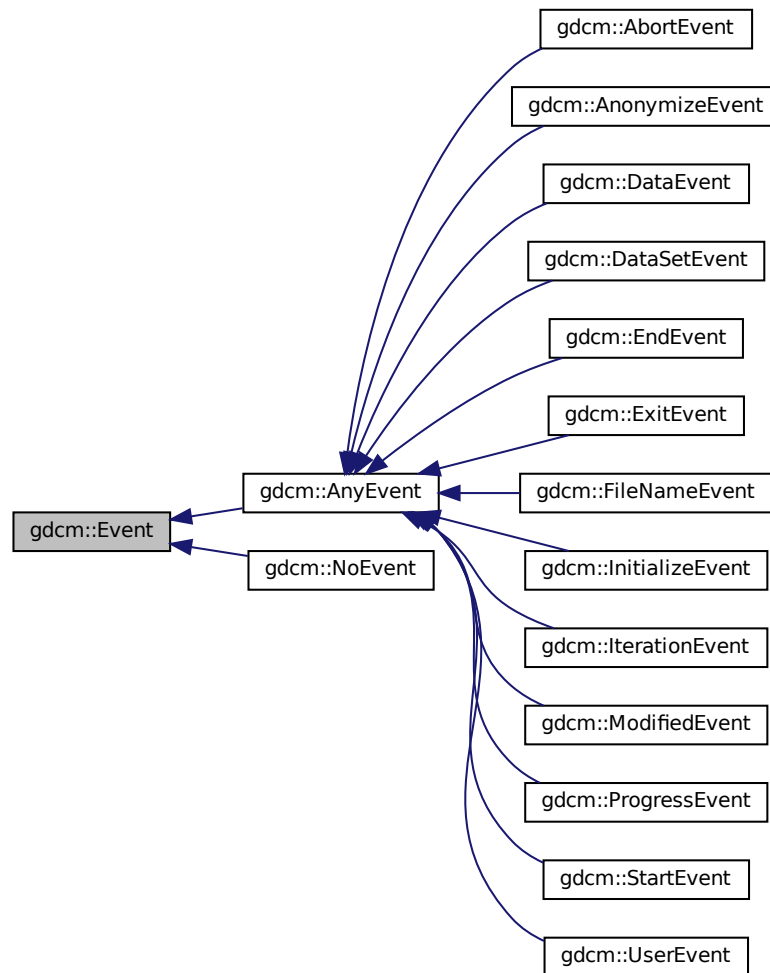 gdcm::AbortEvent
gdcm::AnonymizeEvent
gdcm::DataEvent
gdcm::DataSetEvent
gdcm::EndEvent
gdcm::ExitEvent
gdcm::AnyEvent
gdcm::FileNameEvent
gdcm::Event
gdcm::NoEvent
gdcm::InitializeEvent
gdcm::IterationEvent
gdcm::ModifiedEvent
gdcm::ProgressEvent
gdcm::StartEvent
gdcm::UserEvent